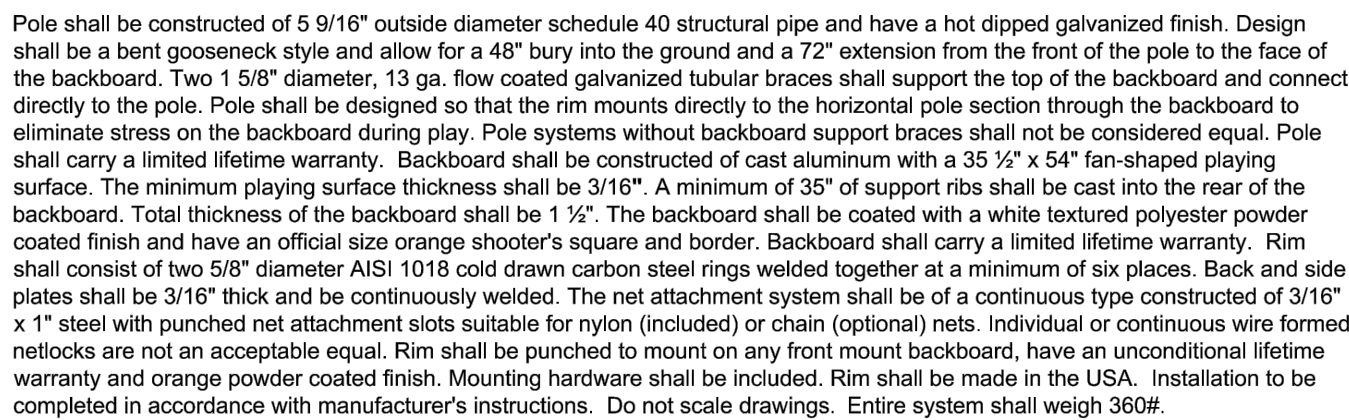 Pole shall be constructed of 5 9/16" outside diameter schedule 40 structural pipe and have a hot dipped galvanized finish. Design
shall be a bent gooseneck style and allow for a 48" bury into the ground and a 72" extension from the front of the pole to the face of
the backboard. Two 1 5/8" diameter, 13 ga. flow coated galvanized tubular braces shall support the top of the backboard and connect
directly to the pole. Pole shall be designed so that the rim mounts directly to the horizontal pole section through the backboard to
eliminate stress on the backboard during play. Pole systems without backboard support braces shall not be considered equal. Pole
shall carry a limited lifetime warranty.  Backboard shall be constructed of cast aluminum with a 35 ½" x 54" fan-shaped playing
surface. The minimum playing surface thickness shall be 3/16". A minimum of 35" of support ribs shall be cast into the rear of the
backboard. Total thickness of the backboard shall be 1 ½". The backboard shall be coated with a white textured polyester powder
coated finish and have an official size orange shooter's square and border. Backboard shall carry a limited lifetime warranty.  Rim
shall consist of two 5/8" diameter AISI 1018 cold drawn carbon steel rings welded together at a minimum of six places. Back and side
plates shall be 3/16" thick and be continuously welded. The net attachment system shall be of a continuous type constructed of 3/16"
x 1" steel with punched net attachment slots suitable for nylon (included) or chain (optional) nets. Individual or continuous wire formed
netlocks are not an acceptable equal. Rim shall be punched to mount on any front mount backboard, have an unconditional lifetime
warranty and orange powder coated finish. Mounting hardware shall be included. Rim shall be made in the USA.  Installation to be
completed in accordance with manufacturer's instructions.  Do not scale drawings.  Entire system shall weigh 360#.